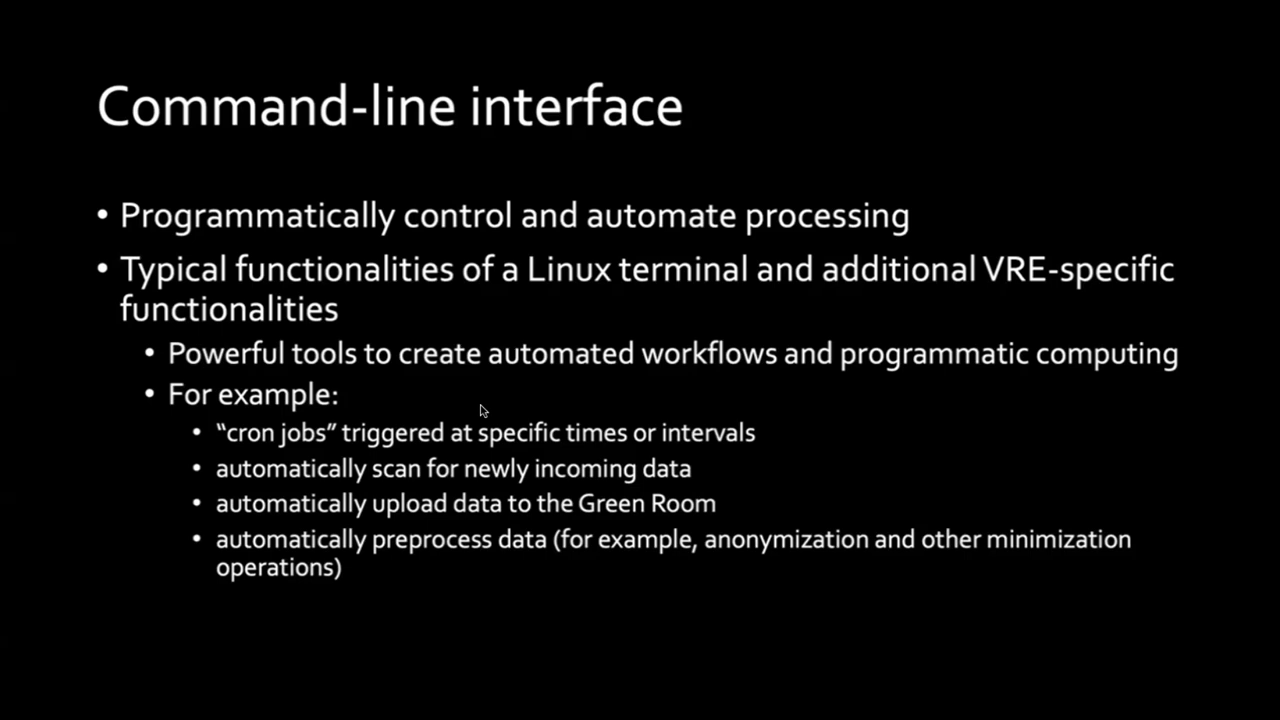 Command-line interface
• Programmatically control and automate processing
• Typical functionalities of a Linux terminal and additional VRE-specific
functionalities
• Powerful tools to create automated workflows and programmatic computing
• For example:
• “cron jobs” triggered at specific times or intervals
• automatically scan for newly incoming data
• automatically upload data to the Green Room
• automatically preprocess data (for example, anonymization and other minimization
operations)